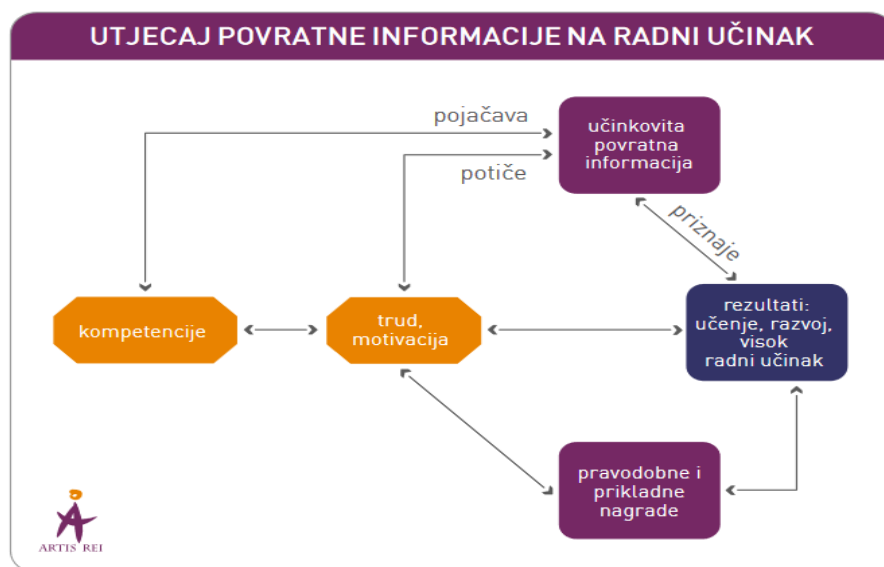 UTJECAJ POVRATNE INFORMACIJE NA RADNI UČINAK
pojačava
učinkovita
povratna
informacija
potiče
priznaje
kompetencije
trud,
motivacija
rezultati:
učenje, razvoj,
visok
radni učinak
pravodobne i
prikladne
nagrade
ARTIS REI